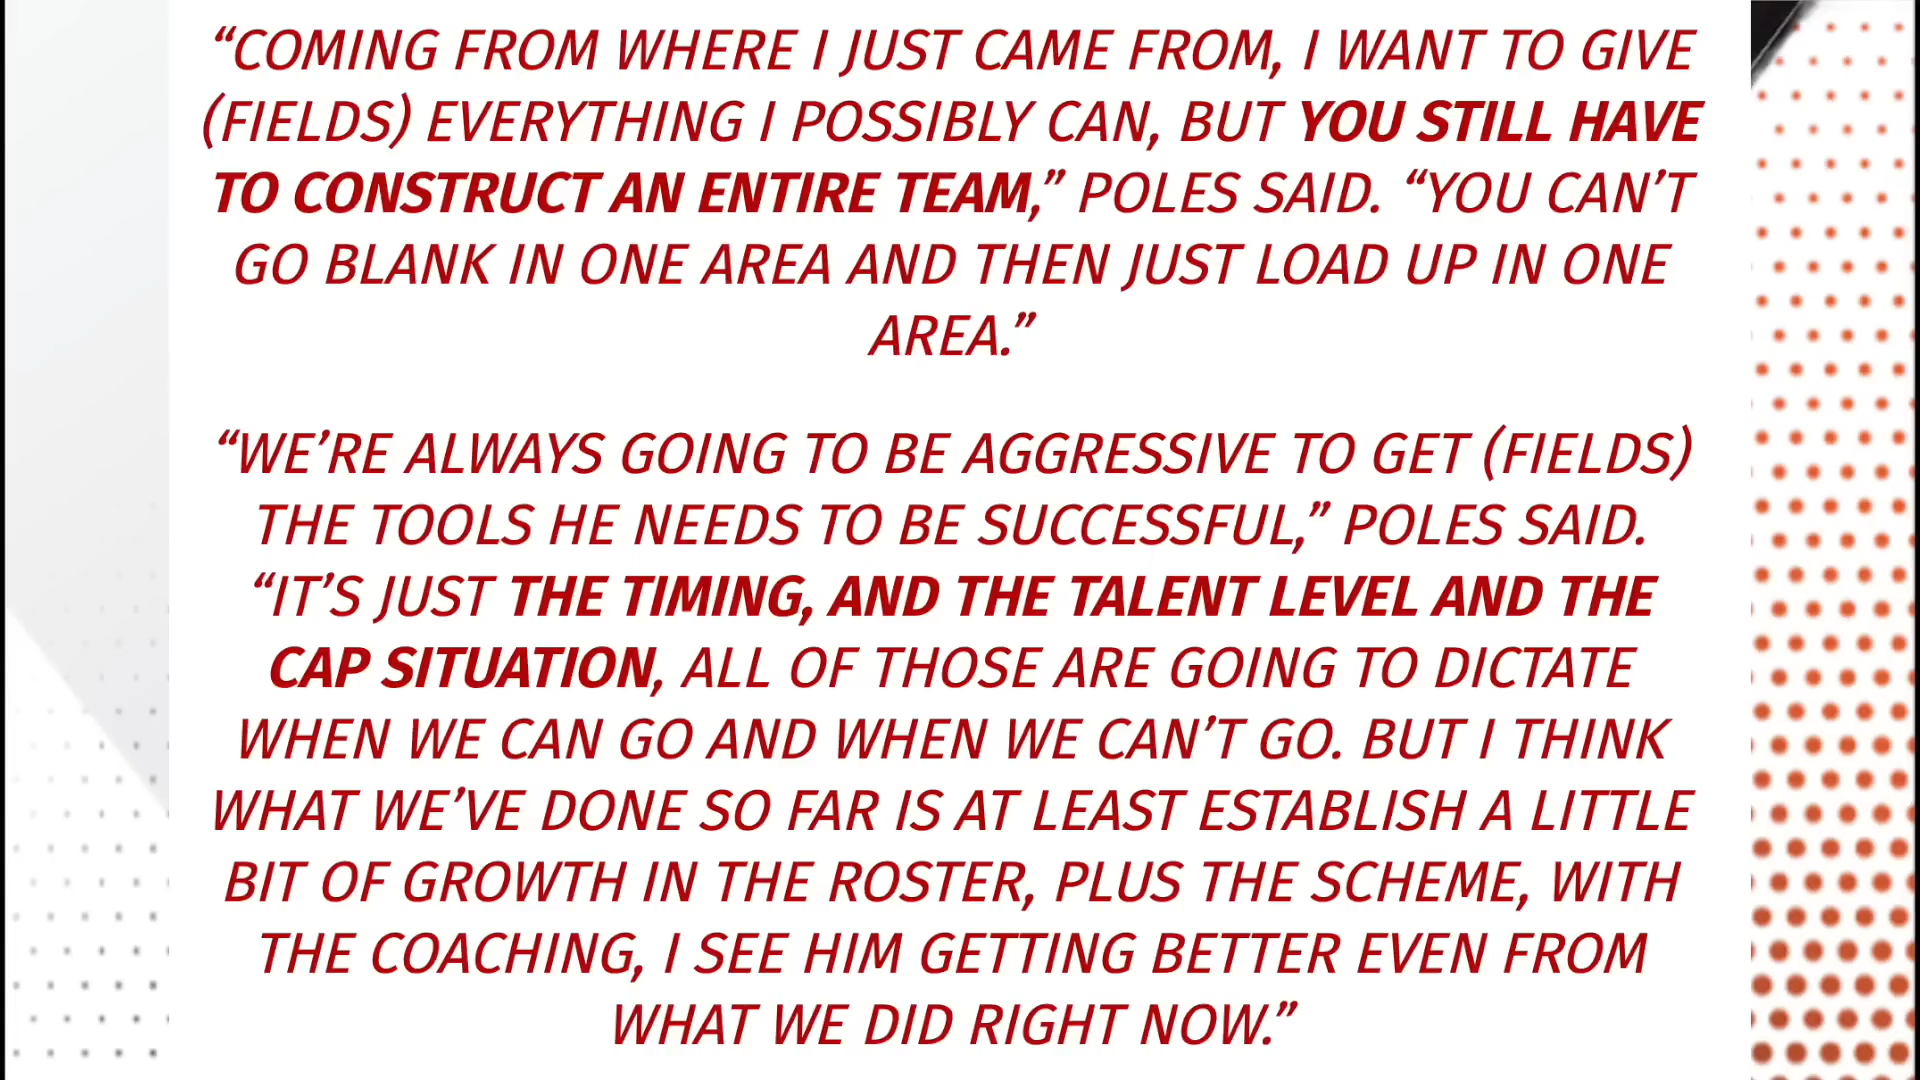 “COMING FROM WHERE I JUST CAME FROM, I WANT TO GIVE
(FIELDS) EVERYTHING I POSSIBLY CAN, BUT YOU STILL HAVE
TO CONSTRUCT AN ENTIRE TEAM,” POLES SAID. “YOU CAN’T
GO BLANK IN ONE AREA AND THEN JUST LOAD UP IN ONE
AREA.”
“WE’RE ALWAYS GOING TO BE AGGRESSIVE TO GET (FIELDS)
THE TOOLS HE NEEDS TO BE SUCCESSFUL,” POLES SAID.
“IT’S JUST THE TIMING, AND THE TALENT LEVEL AND THE
CAP SITUATION, ALL OF THOSE ARE GOING TO DICTATE
WHEN WE CAN GO AND WHEN WE CAN’T GO. BUT I THINK
WHAT WE’VE DONE SO FAR IS AT LEAST ESTABLISH A LITTLE
BIT OF GROWTH IN THE ROSTER, PLUS THE SCHEME, WITH
THE COACHING, I SEE HIM GETTING BETTER EVEN FROM
WHAT WE DID RIGHT NOW.”